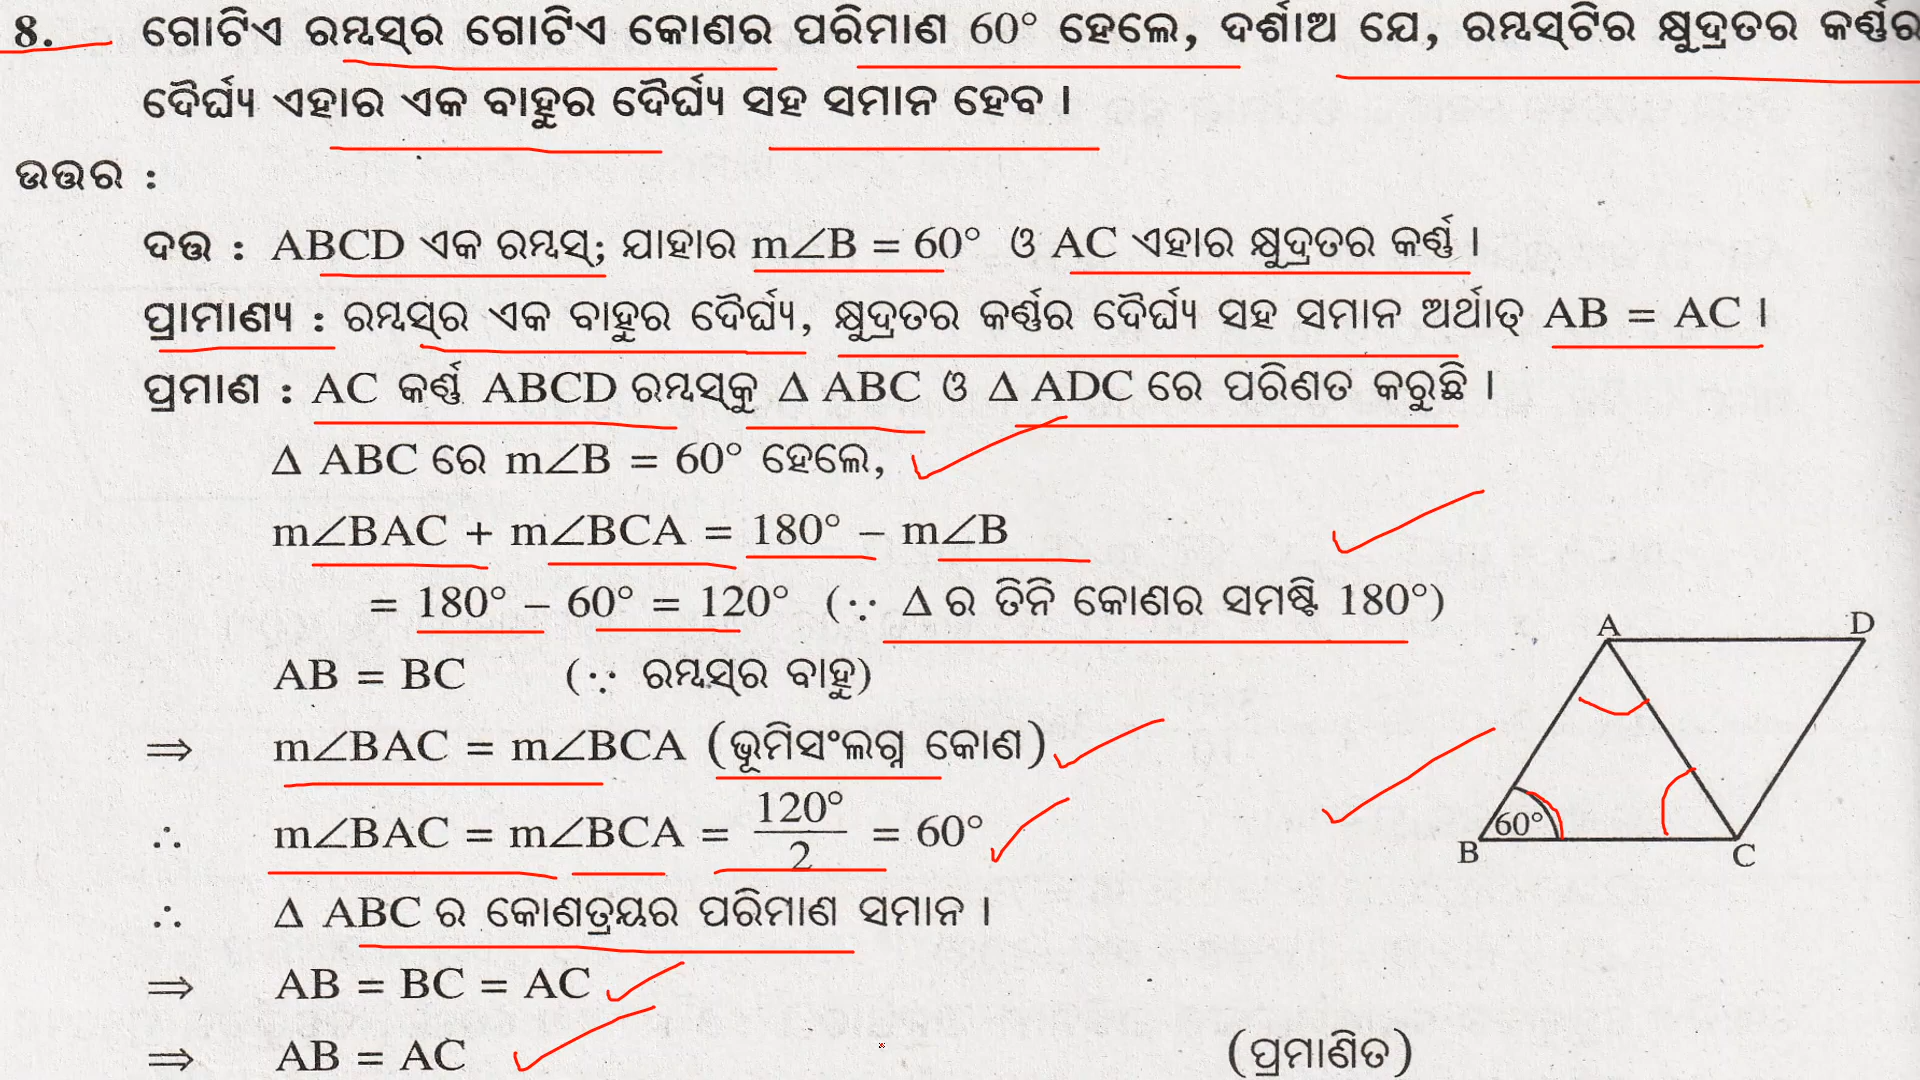 8. ଗୋଟିଏ ରମ୍ବସ୍‌ର ଗୋଟିଏ କୋଣର ପରିମାଣ 60° ହେଲେ, ଦର୍ଶାଅ ଯେ, ରମ୍ବସ୍‌ଟିର କ୍ଷୁଦ୍ରତର କର୍ଣ୍ଣର
ଦୈର୍ଘ୍ୟ ଏହାର ଏକ ବାହୁର ଦୈର୍ଘ୍ୟ ସହ ସମାନ ହେବ ।
ଉତ୍ତର :
ଦତ୍ତ : ABCD ଏକ ରମ୍ବସ୍; ଯାହାର m∠B = 60° ଓ AC ଏହାର କ୍ଷୁଦ୍ରତର କର୍ଣ୍ଣ ।
ପ୍ରାମାଣ୍ୟ : ରମ୍ବସ୍‌ର ଏକ ବାହୁର ଦୈର୍ଘ୍ୟ, କ୍ଷୁଦ୍ରତର କର୍ଣ୍ଣର ଦୈର୍ଘ୍ୟ ସହ ସମାନ ଅର୍ଥାତ୍ AB = AC ।
ପ୍ରମାଣ : AC କର୍ଣ୍ଣ ABCD ରମ୍ବସ୍‌କୁ Δ ABC ଓ Δ ADC ରେ ପରିଣତ କରୁଛି ।
Δ ABC ରେ m∠B = 60° ହେଲେ,
m∠BAC + m∠BCA = 180° – m∠B
= 180° – 60° = 120° (∵ Δ ର ତିନି କୋଣର ସମଷ୍ଟି 180°)
AB = BC (∵ ରମ୍ବସ୍‌ର ବାହୁ)
⇒ m∠BAC = m∠BCA (ଭୂମିସଂଲଗ୍ନ କୋଣ)
∴ m∠BAC = m∠BCA = 120°/2 = 60°
∴ Δ ABC ର କୋଣତ୍ରୟର ପରିମାଣ ସମାନ ।
⇒ AB = BC = AC
⇒ AB = AC (ପ୍ରମାଣିତ)
A D
60°
B C